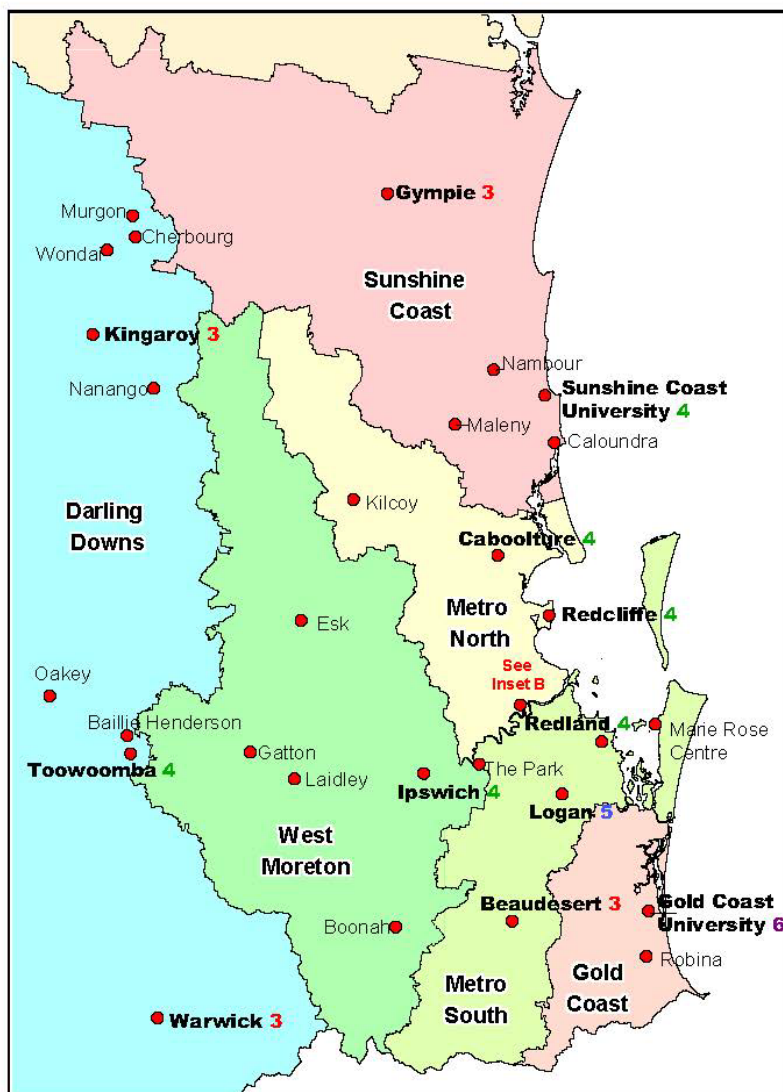 Gympie 3
Murgon
Cherbourg
Wondai
Sunshine
Coast
Kingaroy 3
Nambour
Nanango
Sunshine Coast
University 4
Maleny
Caloundra
Kilcoy
Darling
Downs
Caboolture 4
Metro
North
Redcliffe 4
Esk
See
Inset B
Oakey
Baillie Henderson
Redland 4
Marie Rose
Centre
Toowoomba 4
Gatton
The Park
Laidley
Ipswich 4
Logan 5
West
Moreton
Beaudesert 3
Gold Coast
University 6
Boonah
Robina
Metro
South
Gold
Coast
Warwick 3